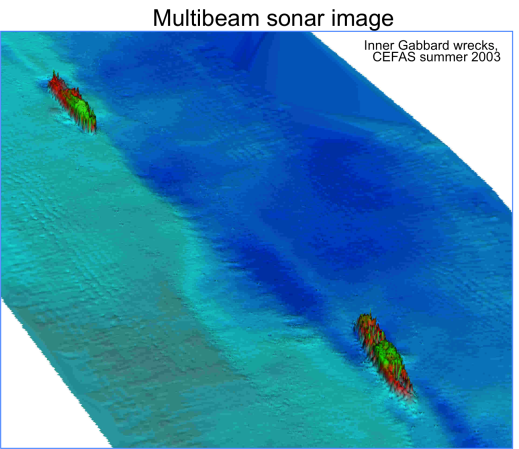 Multibeam sonar image
Inner Gabbard wrecks,
CEFAS summer 2003